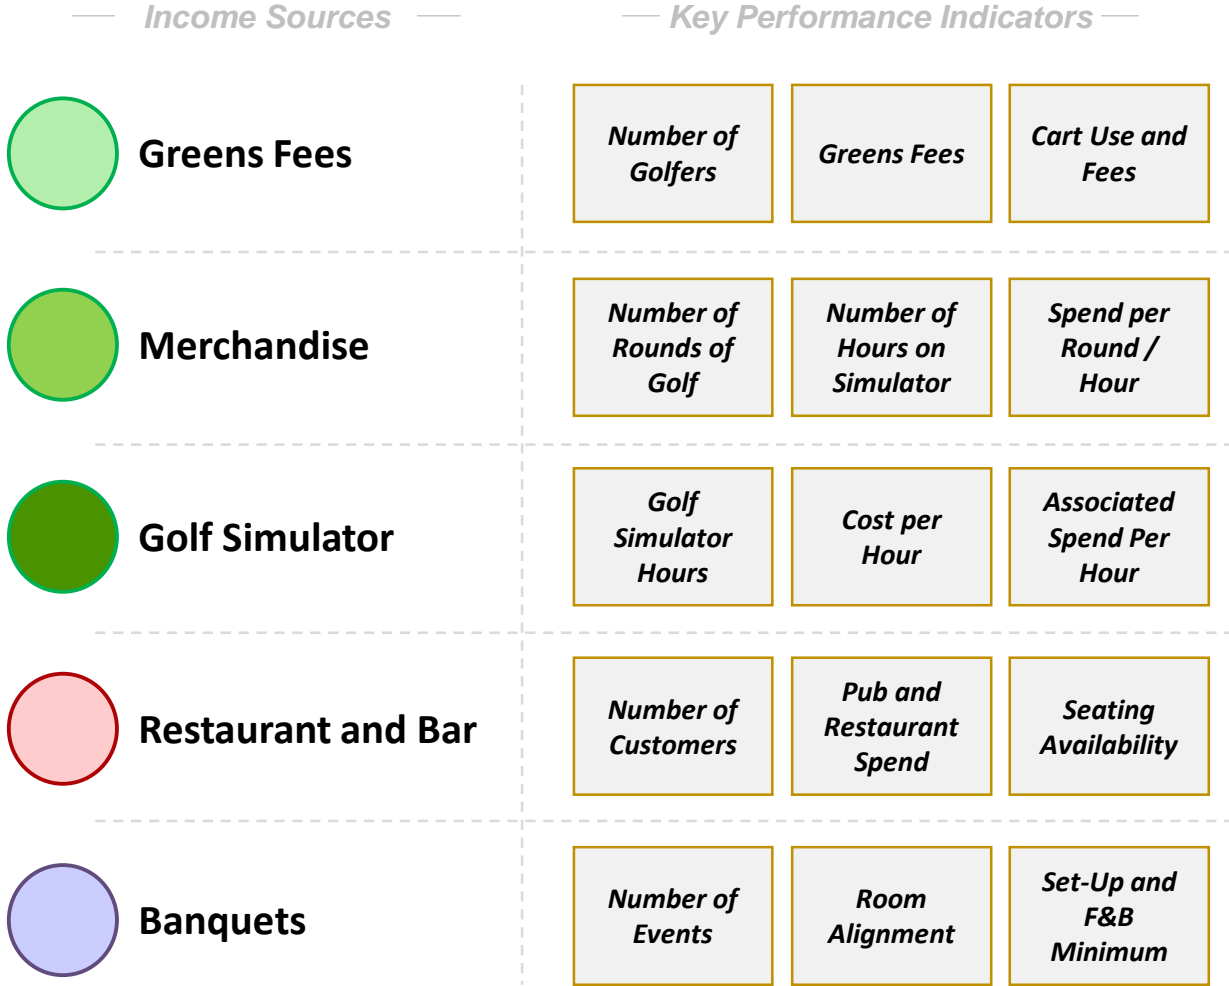 Income Sources
Key Performance Indicators
Greens Fees
Number of
Golfers
Greens Fees
Cart Use and
Fees
Merchandise
Number of
Rounds of
Golf
Number of
Hours on
Simulator
Spend per
Round /
Hour
Golf Simulator
Golf
Simulator
Hours
Cost per
Hour
Associated
Spend Per
Hour
Restaurant and Bar
Number of
Customers
Pub and
Restaurant
Spend
Seating
Availability
Banquets
Number of
Events
Room
Alignment
Set-Up and
F&B
Minimum